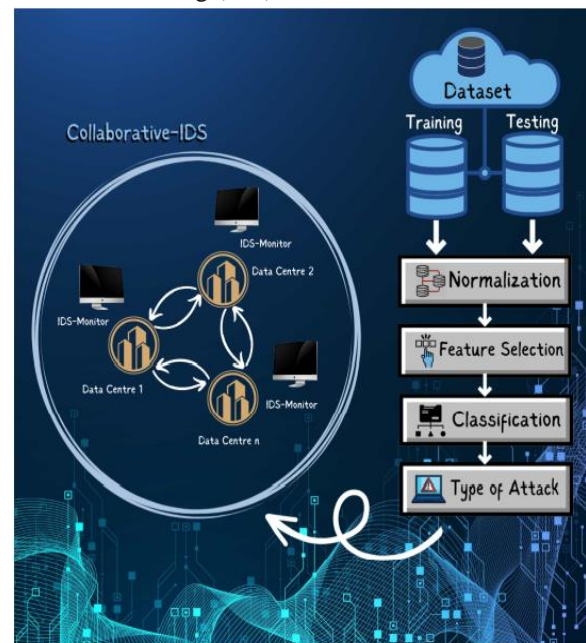 Dataset
Training
Testing
Collaborative-IDS
IDS-Monitor
Data Centre 2
IDS-Monitor
Data Centre 1
IDS-Monitor
Data Centre n
Normalization
Feature Selection
Classification
Type of Attack